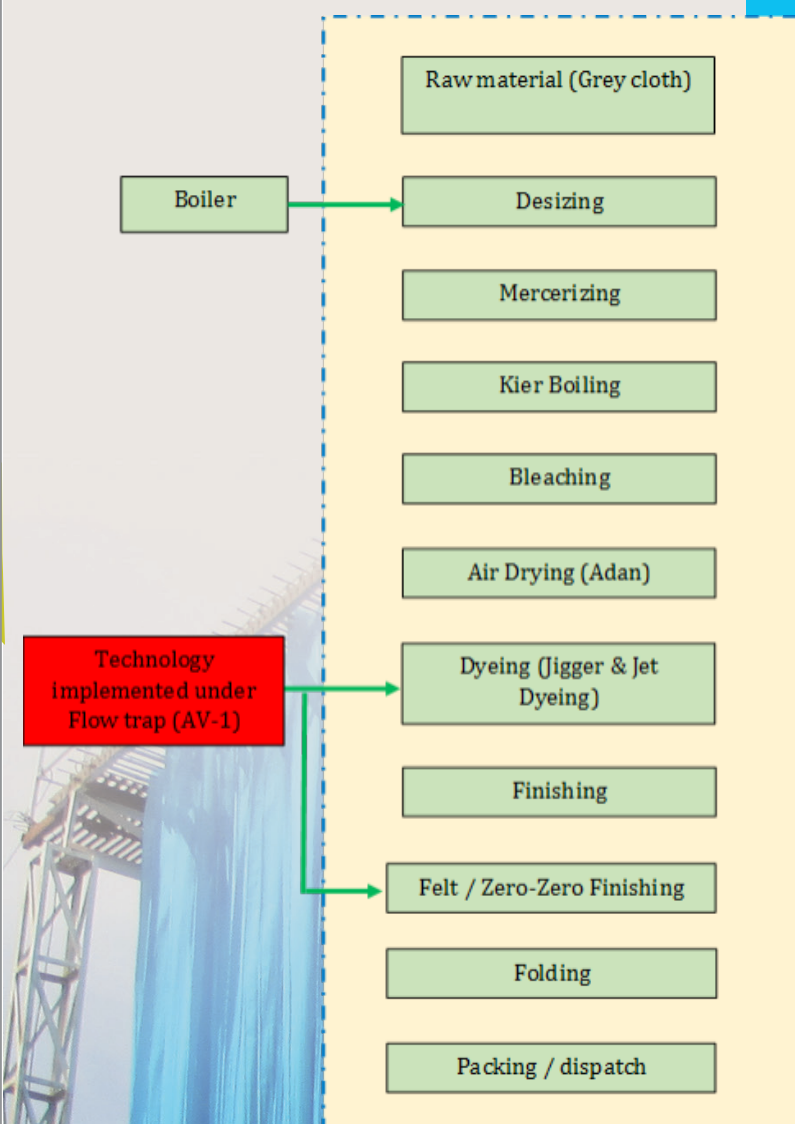 Raw material (Grey cloth)
Boiler
Desizing
Mercerizing
Kier Boiling
Bleaching
Air Drying (Adan)
Technology
implemented under
Flow trap (AV-1)
Dyeing (Jigger & Jet
Dyeing)
Finishing
Felt / Zero-Zero Finishing
Folding
Packing / dispatch